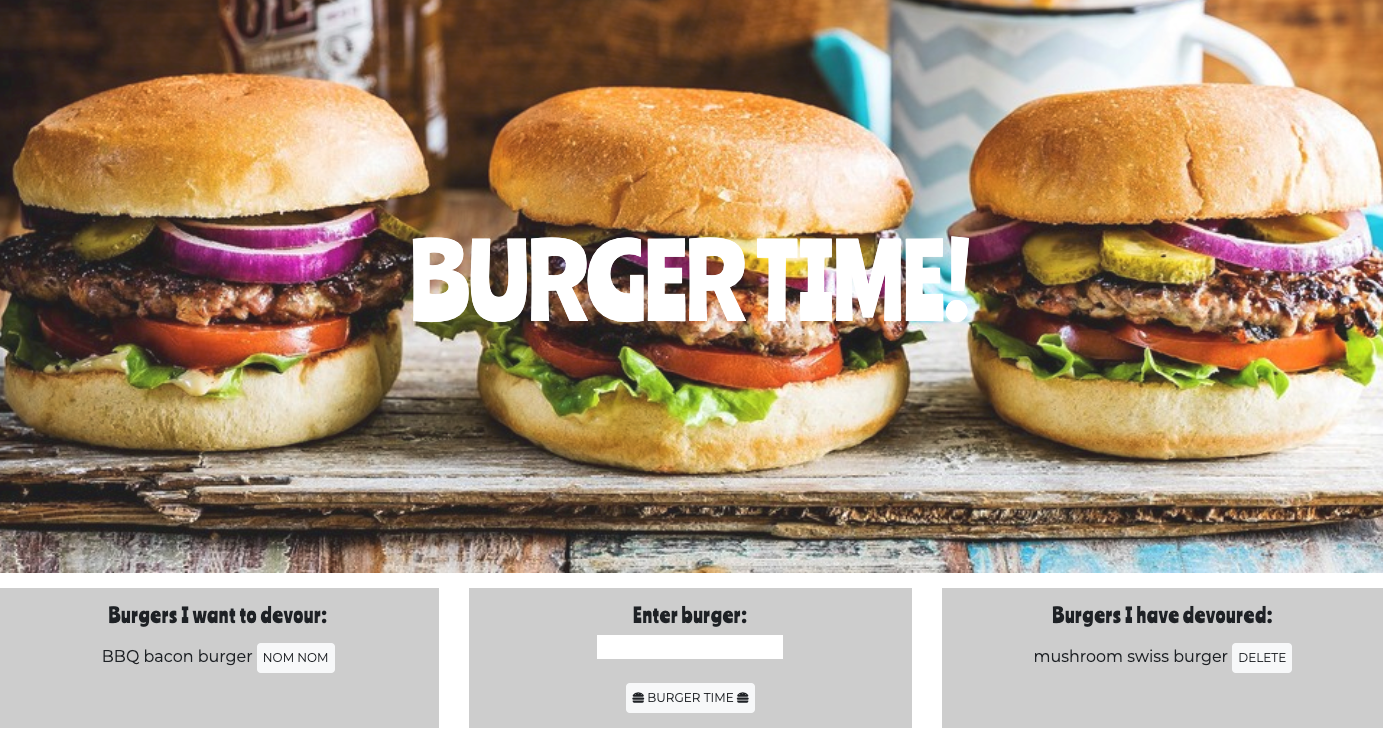 BURGER TIME!
Burgers I want to devour:
BBQ bacon burger NOM NOM
Enter burger:
BURGER TIME
Burgers I have devoured:
mushroom swiss burger DELETE